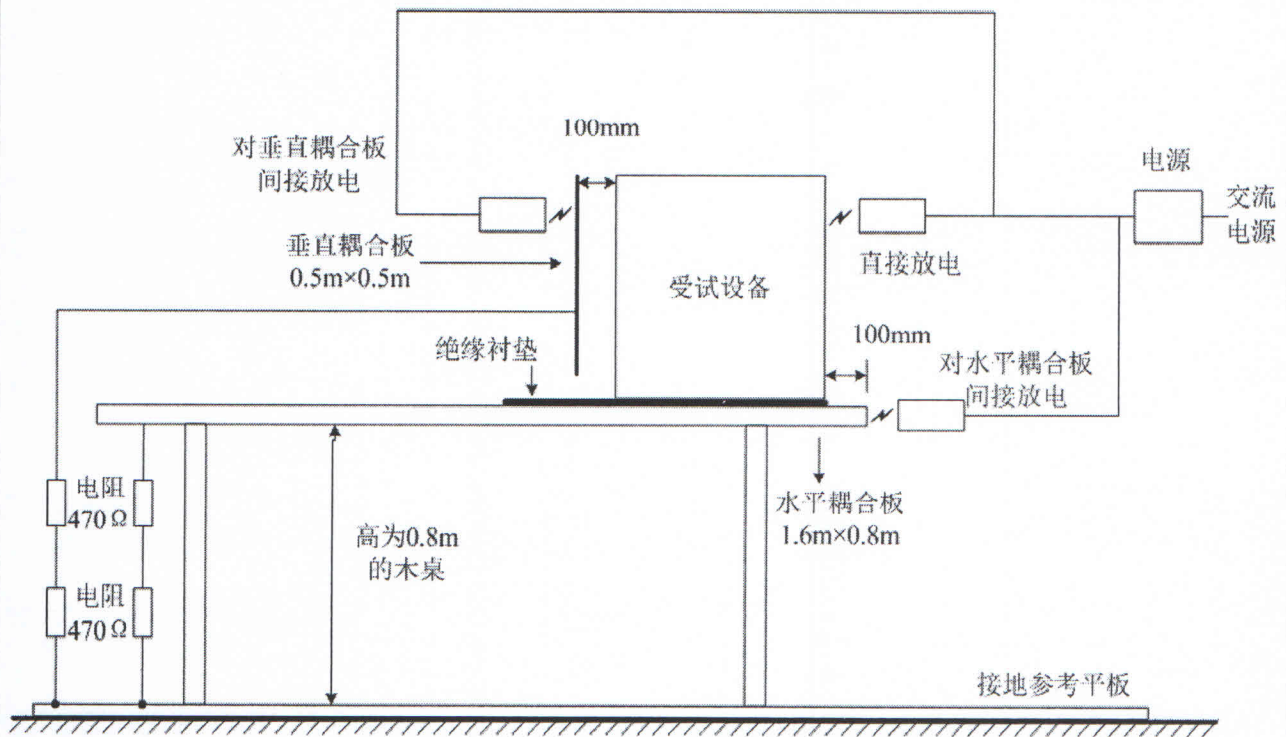 100mm
对垂直耦合板
间接放电
电源
交流
电源
垂直耦合板
0.5m×0.5m
直接放电
受试设备
100mm
绝缘衬垫
对水平耦合板
间接放电
电阻
470Ω
水平耦合板
1.6m×0.8m
高为0.8m
的木桌
电阻
470Ω
接地参考平板